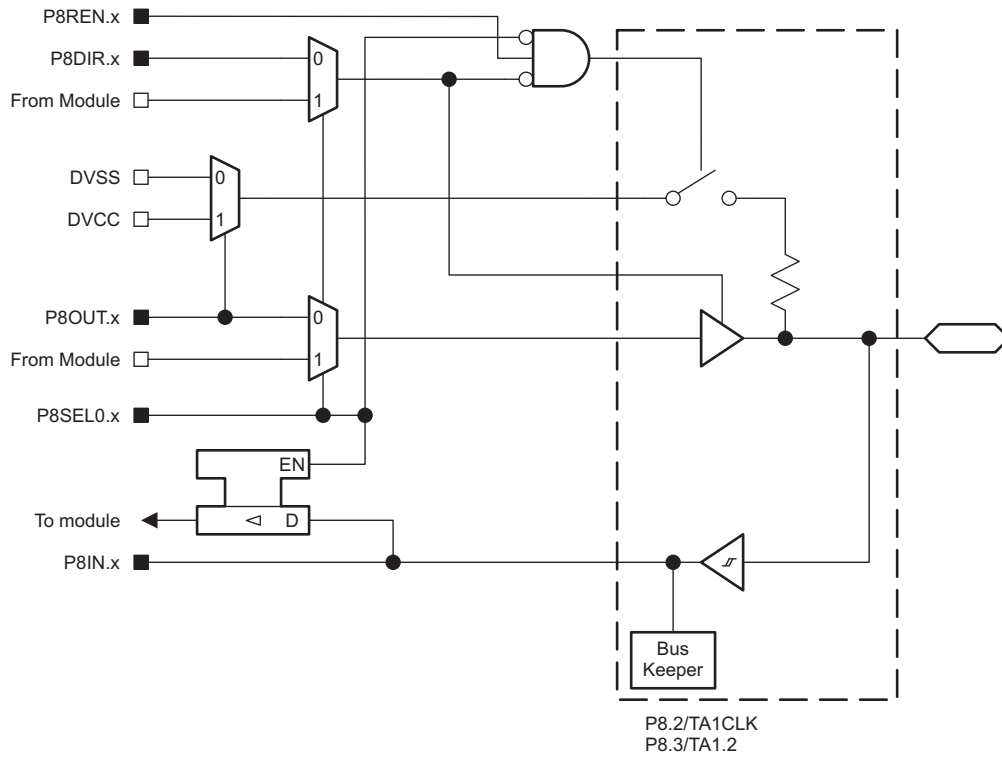 P8REN.x
P8DIR.x
0
From Module
1
DVSS
0
DVCC
1
P8OUT.x
0
From Module
1
P8SEL0.x
EN
To module
D
P8IN.x
Bus
Keeper
P8.2/TA1CLK
P8.3/TA1.2